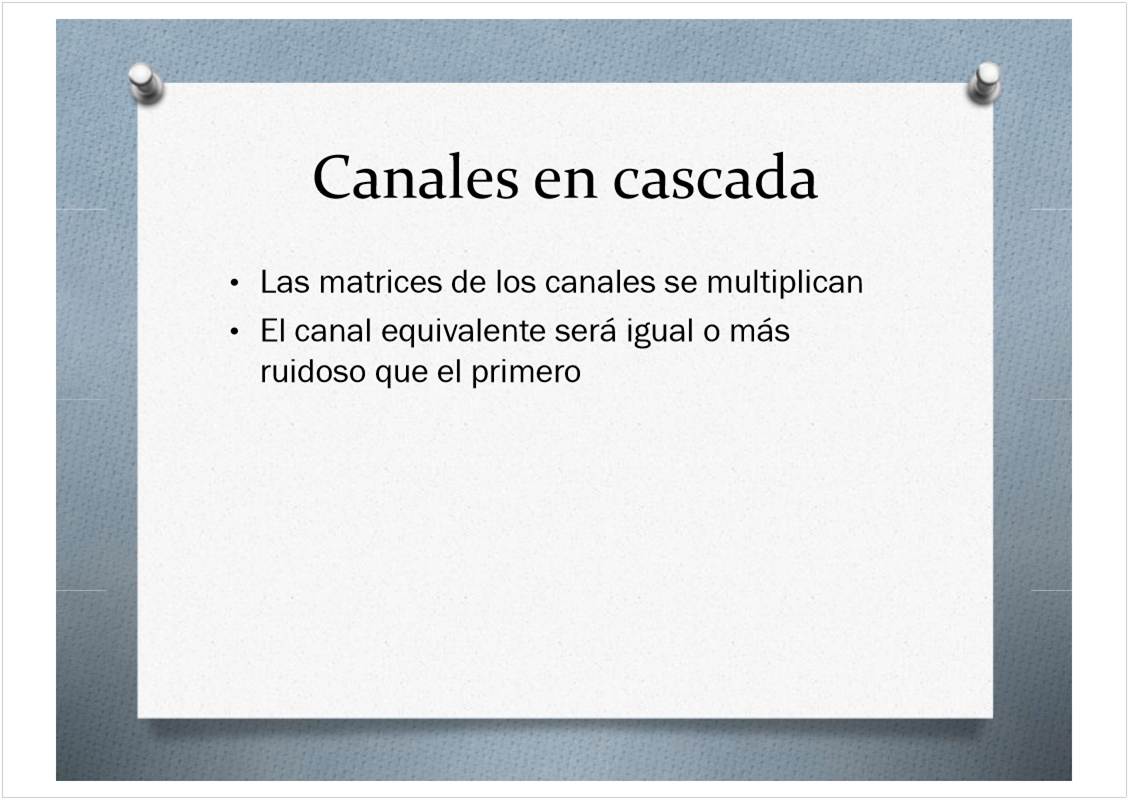 Canales en cascada
• Las matrices de los canales se multiplican
• El canal equivalente será igual o más
ruidoso que el primero